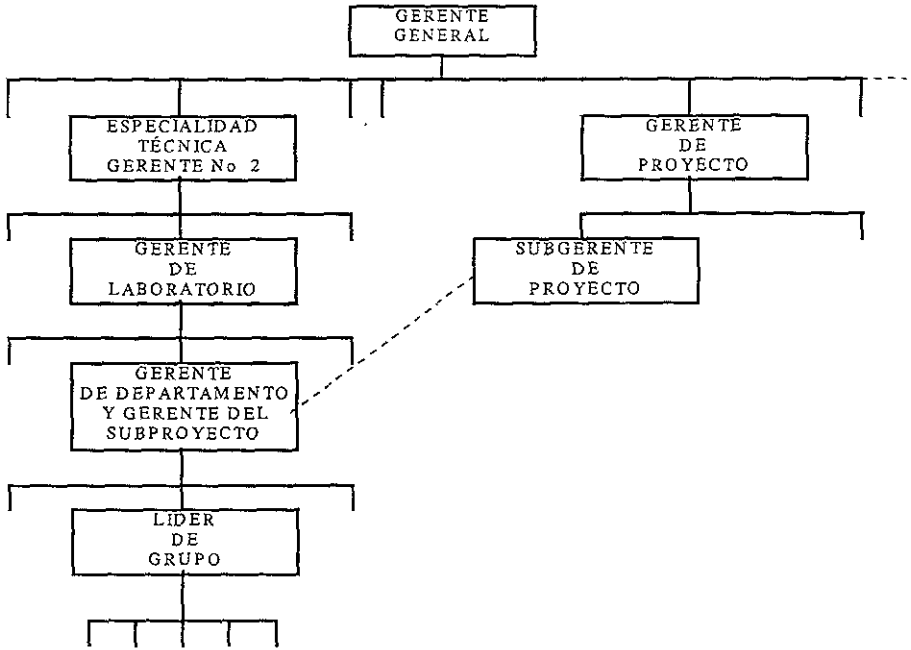 GERENTE
GENERAL
ESPECIALIDAD
TÉCNICA
GERENTE No 2
GERENTE
DE
PROYECTO
GERENTE
DE
LABORATORIO
SUBGERENTE
DE
PROYECTO
GERENTE
DE DEPARTAMENTO
Y GERENTE DEL
SUBPROYECTO
LIDER
DE
GRUPO